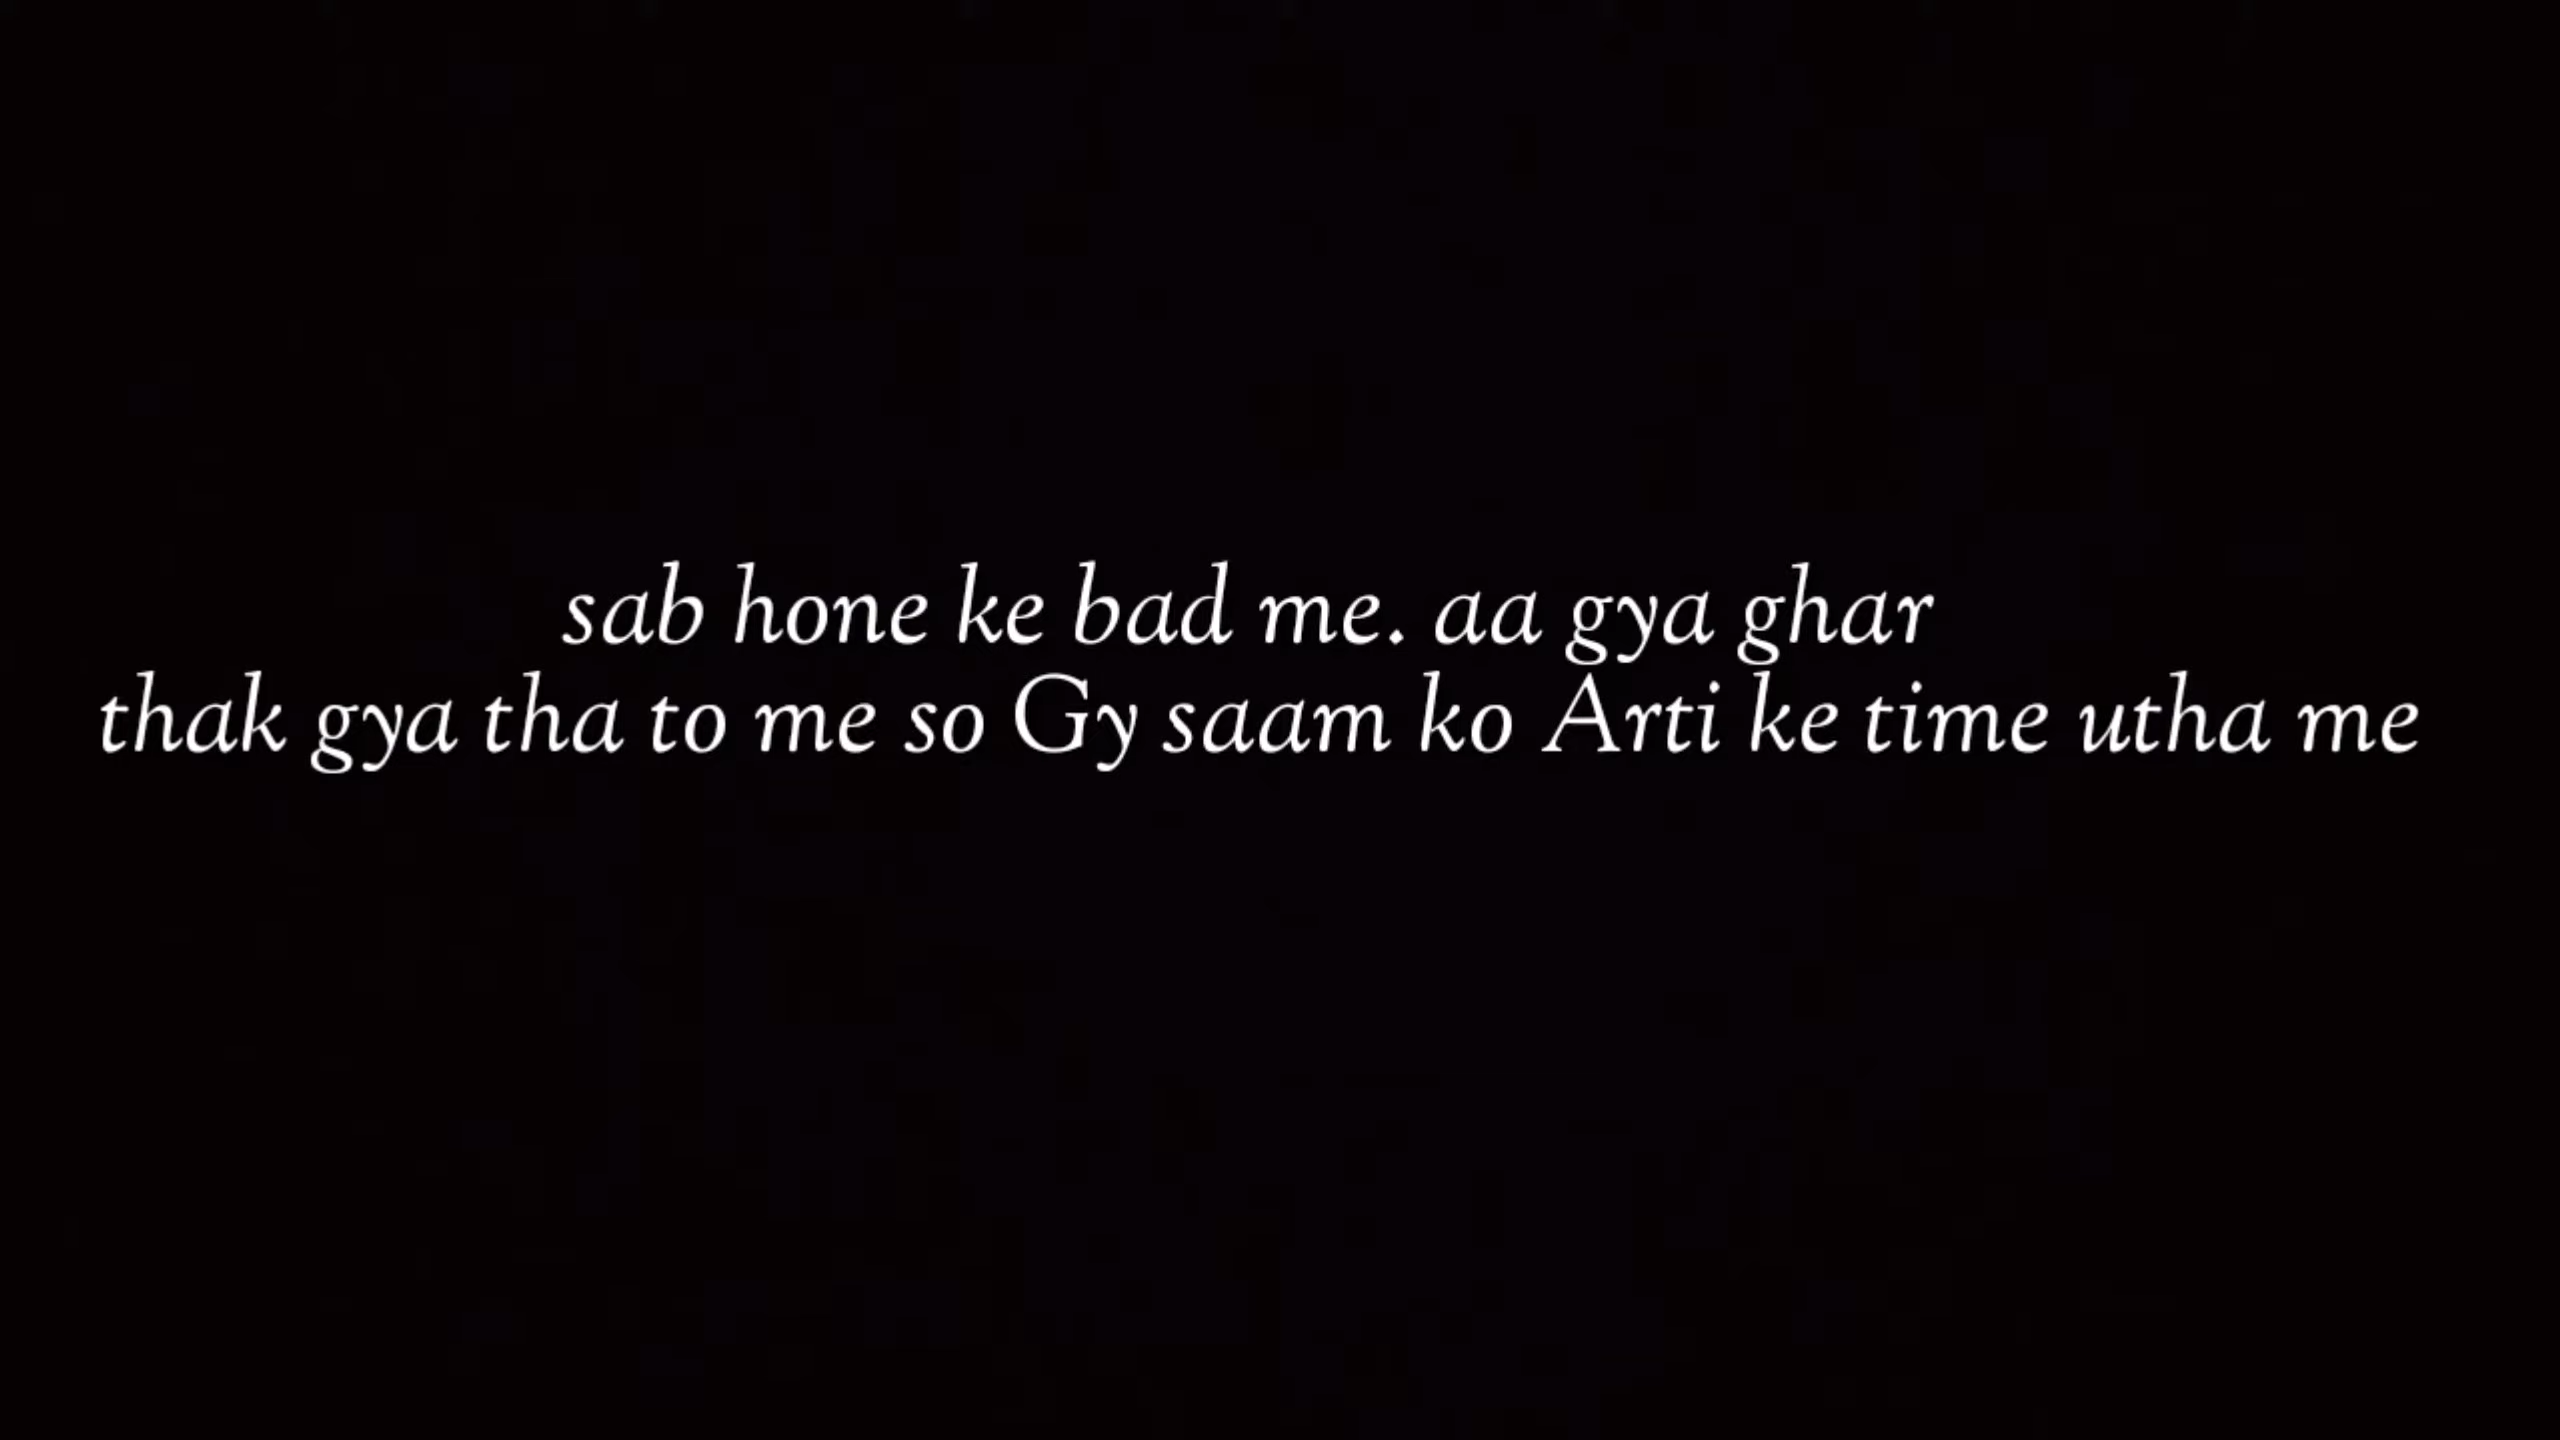 sab hone ke bad me. aa gya ghar
thak gya tha to me so Gy saam ko Arti ke time utha me